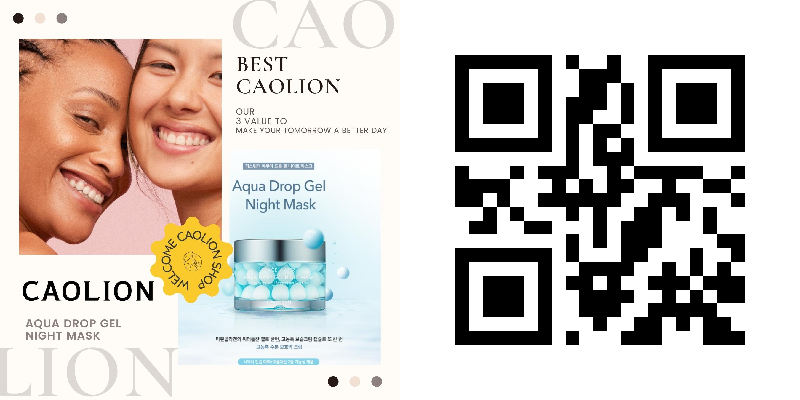 CAO
BEST
CAOLION
OUR
3 VALUE TO
MAKE YOUR TOMORROW A BETTER DAY
Aqua Drop Gel
Night Mask
WELCOME CAOLION SHOP
CAOLION
AQUA DROP GEL
NIGHT MASK
LION